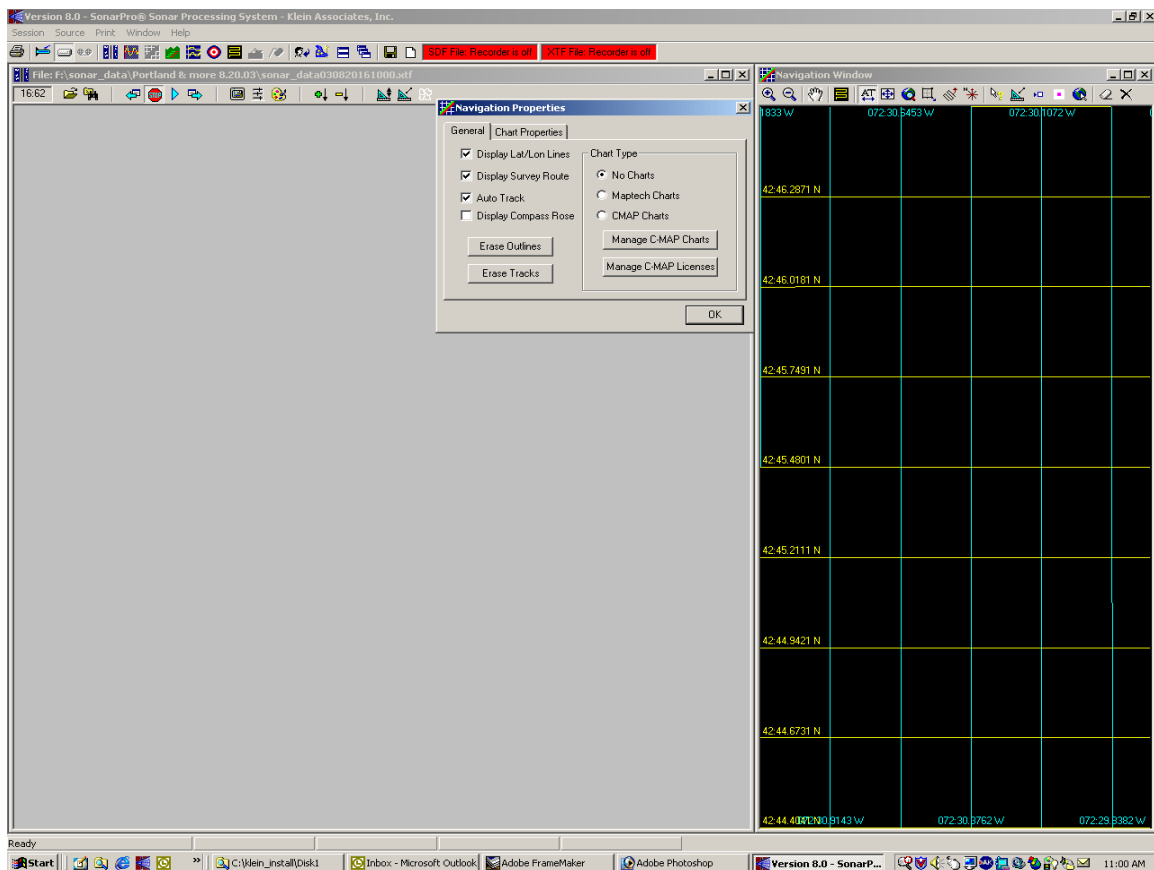 Version 8.0 - SonarPro® Sonar Processing System - Klein Associates, Inc.
Session Source Print Window Help
SDF File: Recorder is off XTF File: Recorder is off
File: F:\sonar_data\Portland & more 8.20.03\sonar_data030820161000.xtf
Navigation Window
16:62
STOP
AT
Navigation Properties
General Chart Properties
Display Lat/Lon Lines
Display Survey Route
Auto Track
Display Compass Rose
Erase Outlines
Erase Tracks
Chart Type
No Charts
Maptech Charts
CMAP Charts
Manage C-MAP Charts
Manage C-MAP Licenses
OK
1833 W 072:30.6453 W 072:30.1072 W
42:46.2871 N
42:46.0181 N
42:45.7491 N
42:45.4801 N
42:45.2111 N
42:44.9421 N
42:44.6731 N
9143 W 072:30.3762 W 072:29.8382 W
Ready
Start C:\klein_install\Disk1 Inbox - Microsoft Outlook Adobe FrameMaker Adobe Photoshop Version 8.0 - SonarP... 11:00 AM